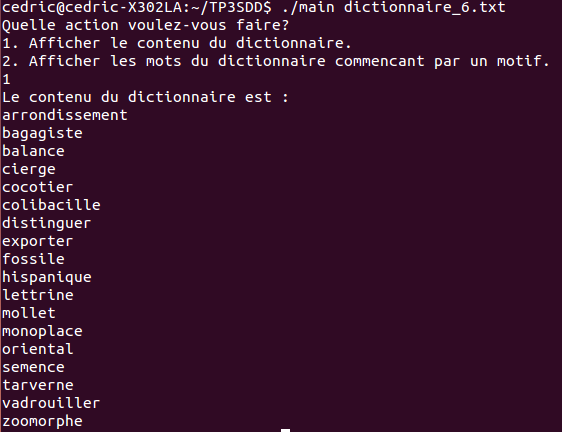 cedric@cedric-X302LA:~/TP3SDD$ ./main dictionnaire_6.txt
Quelle action voulez-vous faire?
1. Afficher le contenu du dictionnaire.
2. Afficher les mots du dictionnaire commencant par un motif.
1
Le contenu du dictionnaire est :
arrondissement
bagagiste
balance
cierge
cocotier
colibacille
distinguer
exporter
fossile
hispanique
lettrine
mollet
monoplace
oriental
semence
tarverne
vadrouiller
zoomorphe